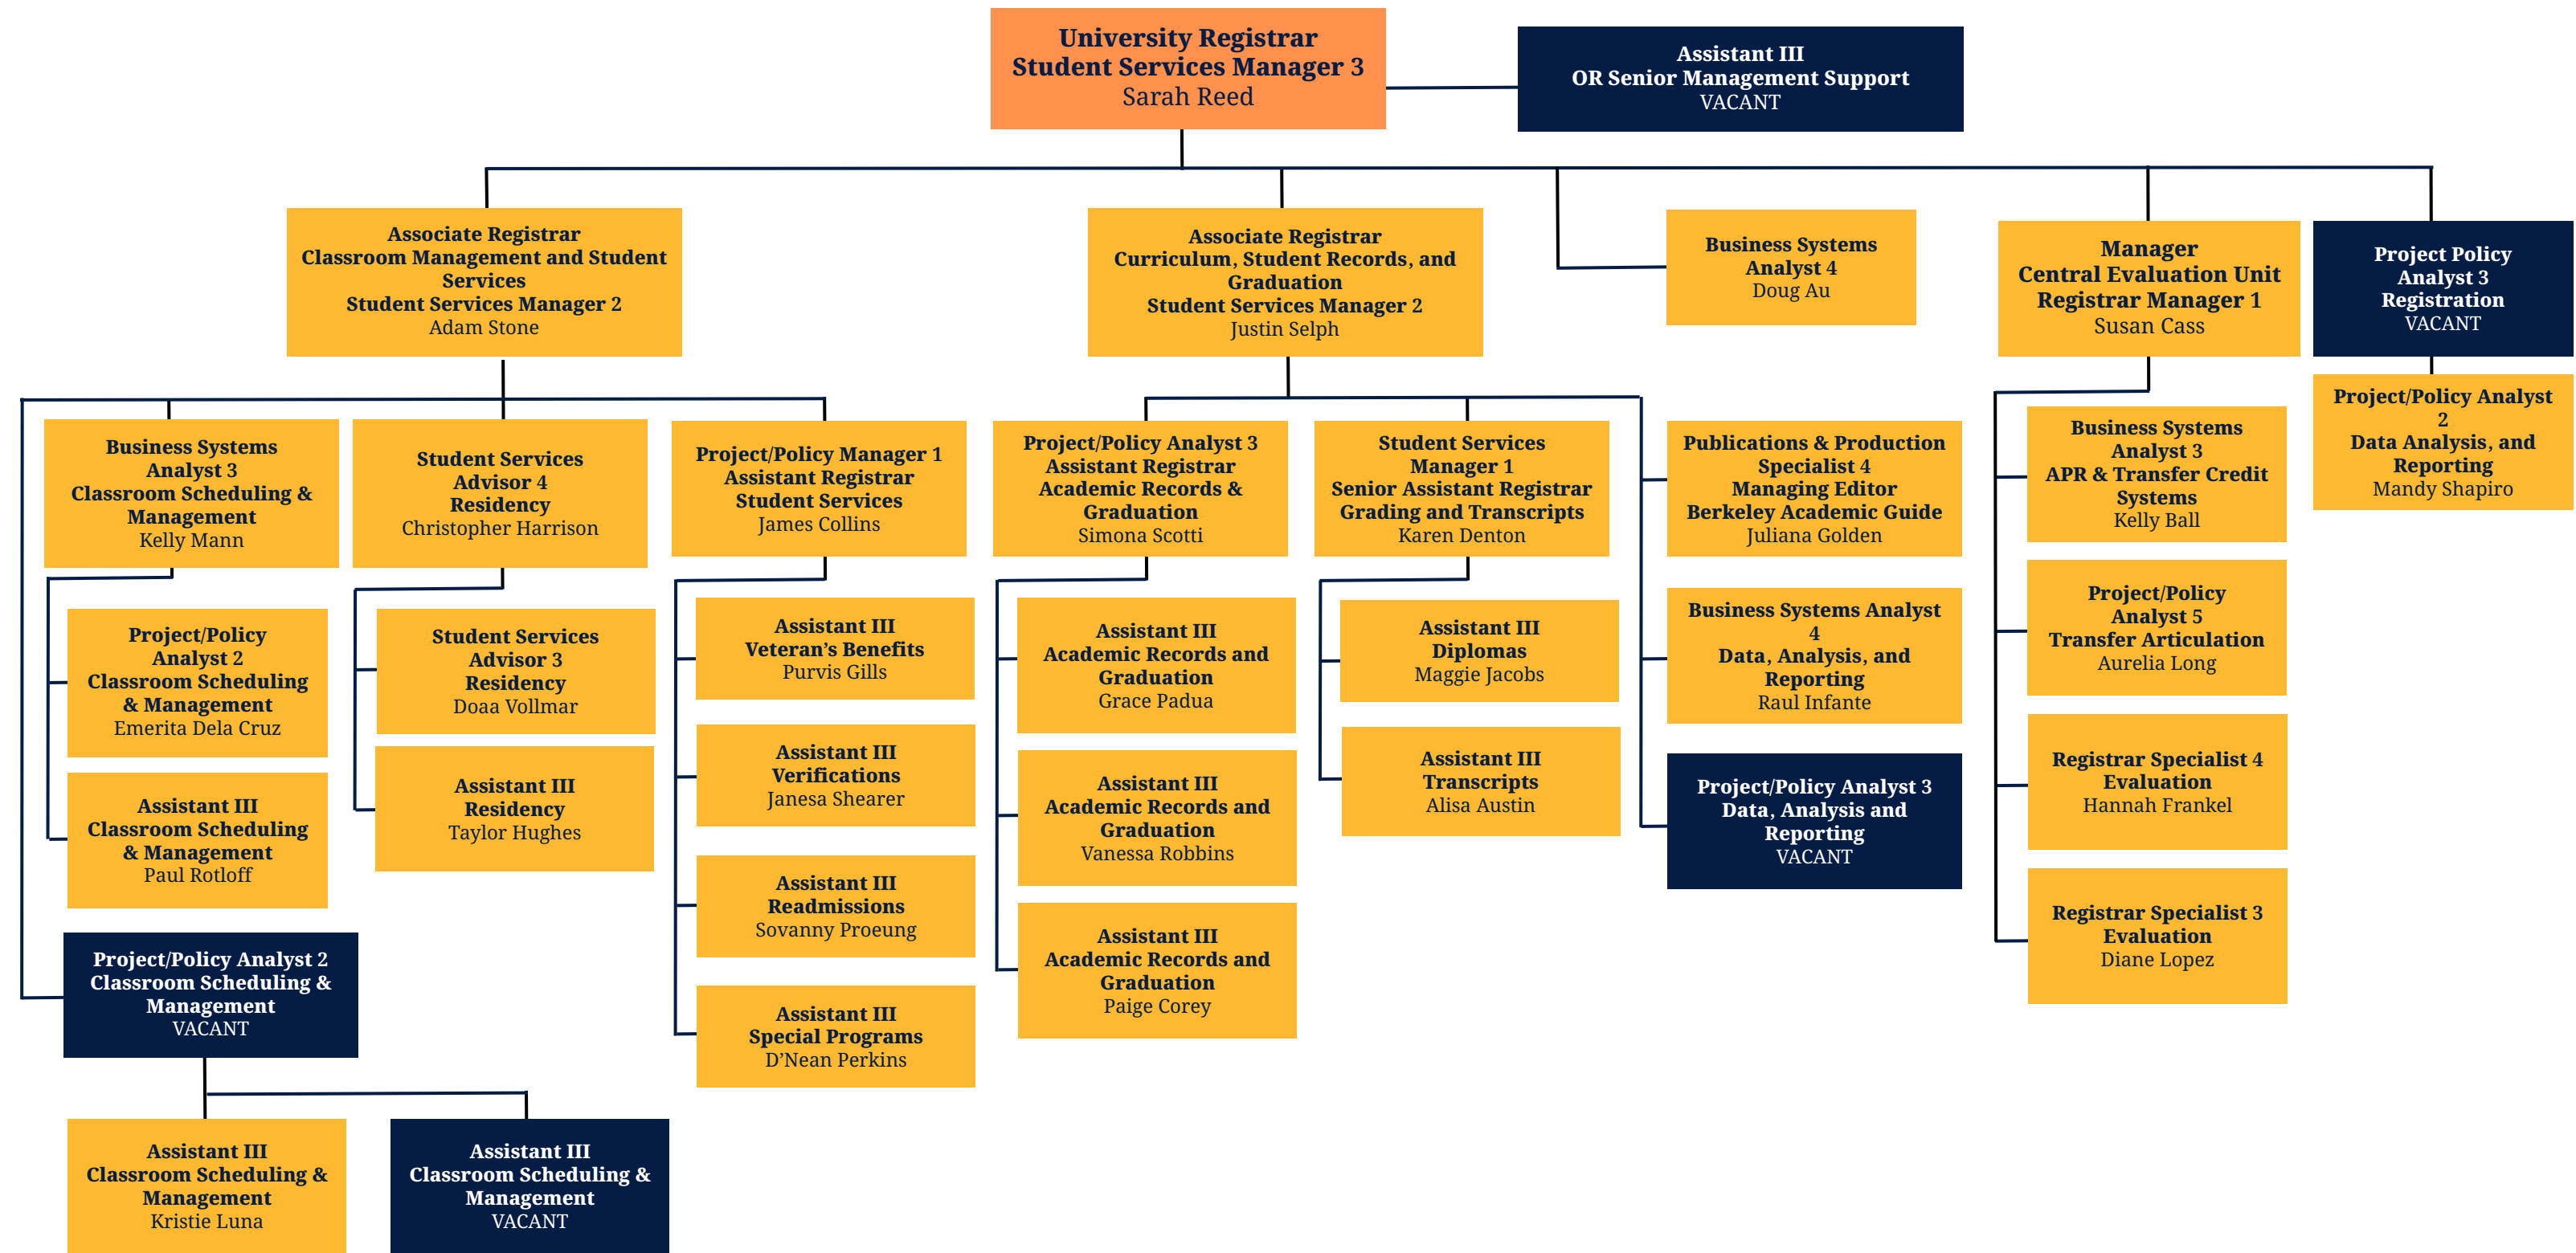 University Registrar
Student Services Manager 3
Sarah Reed
Assistant III
OR Senior Management Support
VACANT
Associate Registrar
Classroom Management and Student
Services
Student Services Manager 2
Adam Stone
Associate Registrar
Curriculum, Student Records, and
Graduation
Student Services Manager 2
Justin Selph
Business Systems
Analyst 4
Doug Au
Manager
Central Evaluation Unit
Registrar Manager 1
Susan Cass
Project Policy
Analyst 3
Registration
VACANT
Business Systems
Analyst 3
Classroom Scheduling &
Management
Kelly Mann
Student Services
Advisor 4
Residency
Christopher Harrison
Project/Policy Manager 1
Assistant Registrar
Student Services
James Collins
Project/Policy Analyst 3
Assistant Registrar
Academic Records &
Graduation
Simona Scotti
Student Services
Manager 1
Senior Assistant Registrar
Grading and Transcripts
Karen Denton
Publications & Production
Specialist 4
Managing Editor
Berkeley Academic Guide
Juliana Golden
Business Systems
Analyst 3
APR & Transfer Credit
Systems
Kelly Ball
Project/Policy Analyst
2
Data Analysis, and
Reporting
Mandy Shapiro
Project/Policy
Analyst 2
Classroom Scheduling
& Management
Emerita Dela Cruz
Student Services
Advisor 3
Residency
Doaa Vollmar
Assistant III
Veteran’s Benefits
Purvis Gills
Assistant III
Academic Records and
Graduation
Grace Padua
Assistant III
Diplomas
Maggie Jacobs
Business Systems Analyst
4
Data, Analysis, and
Reporting
Raul Infante
Project/Policy
Analyst 5
Transfer Articulation
Aurelia Long
Assistant III
Classroom Scheduling
& Management
Paul Rotloff
Assistant III
Residency
Taylor Hughes
Assistant III
Verifications
Janesa Shearer
Assistant III
Academic Records and
Graduation
Vanessa Robbins
Assistant III
Transcripts
Alisa Austin
Project/Policy Analyst 3
Data, Analysis and
Reporting
VACANT
Registrar Specialist 4
Evaluation
Hannah Frankel
Assistant III
Readmissions
Sovanny Proeung
Assistant III
Academic Records and
Graduation
Paige Corey
Registrar Specialist 3
Evaluation
Diane Lopez
Project/Policy Analyst 2
Classroom Scheduling &
Management
VACANT
Assistant III
Special Programs
D’Nean Perkins
Assistant III
Classroom Scheduling &
Management
Kristie Luna
Assistant III
Classroom Scheduling &
Management
VACANT